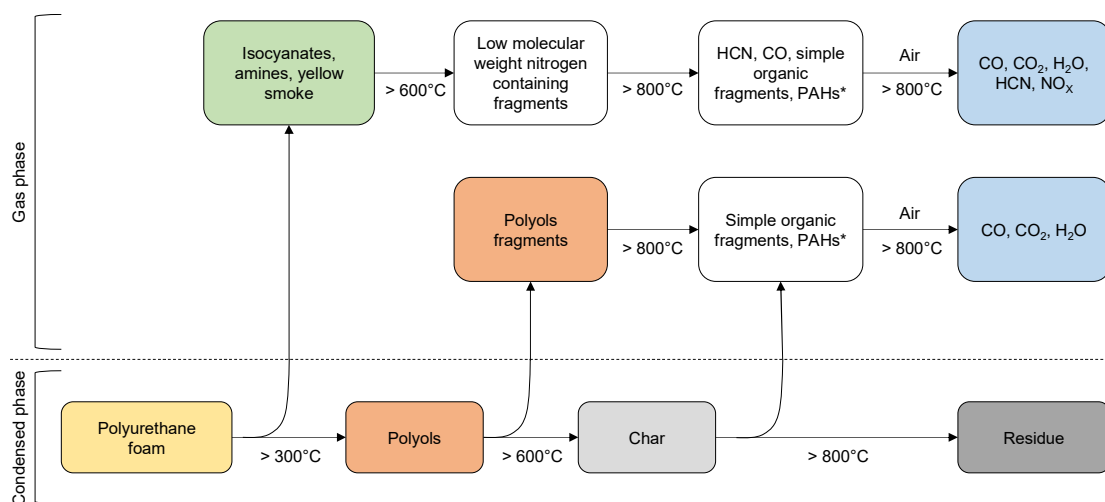 Gas phase
Isocyanates,
amines, yellow
smoke
> 600°C
Low molecular
weight nitrogen
containing
fragments
> 800°C
HCN, CO, simple
organic
fragments, PAHs*
Air
> 800°C
CO, CO₂, H₂O,
HCN, NOₓ
Polyols
fragments
> 800°C
Simple organic
fragments, PAHs*
Air
> 800°C
CO, CO₂, H₂O
Condensed phase
Polyurethane
foam
> 300°C
Polyols
> 600°C
Char
> 800°C
Residue